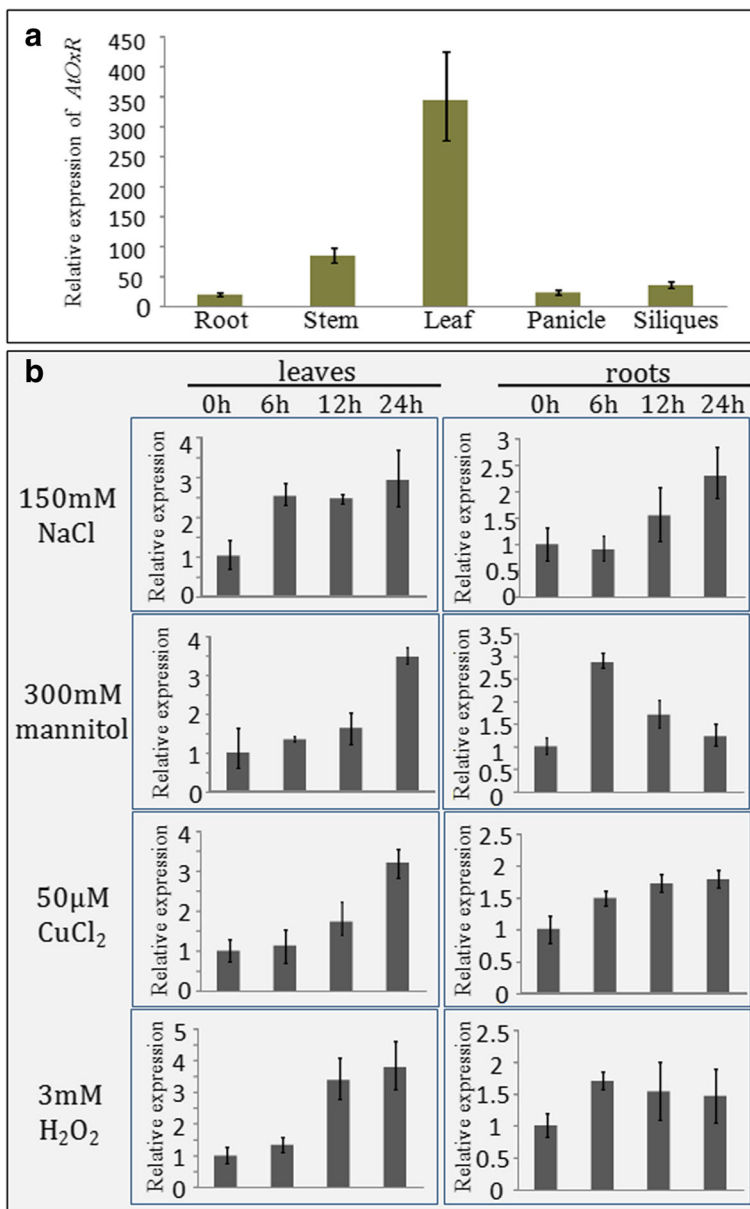 a
Relative expression of AtOxR
450
400
350
300
250
200
150
100
50
0
Root Stem Leaf Panicle Siliques
b
leaves roots
0h 6h 12h 24h 0h 6h 12h 24h
150mM
NaCl
Relative expression
4
3
2
1
0
Relative expression
3
2.5
2
1.5
1
0.5
0
300mM
mannitol
Relative expression
4
3
2
1
0
Relative expression
3.5
3
2.5
2
1.5
1
0.5
0
50µM
CuCl₂
Relative expression
4
3
2
1
0
Relative expression
2.5
2
1.5
1
0.5
0
3mM
H₂O₂
Relative expression
5
4
3
2
1
0
Relative expression
2.5
2
1.5
1
0.5
0